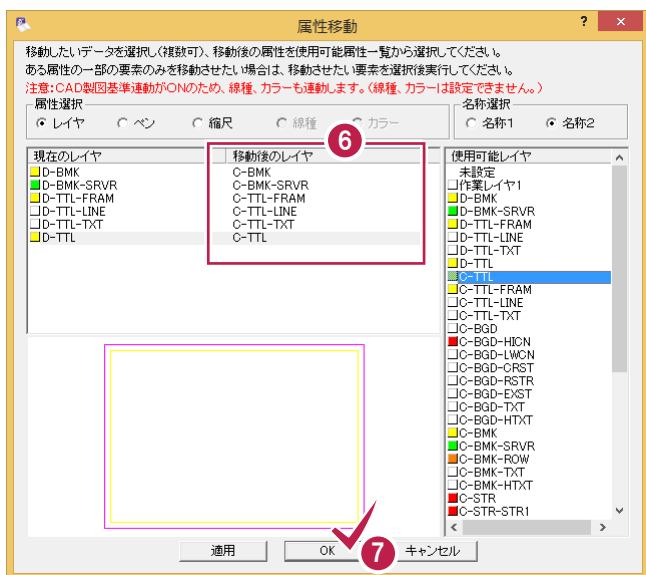 属性移動
? ×
移動したいデータを選択し(複数可)、移動後の属性を使用可能属性一覧から選択してください。
ある属性の一部の要素のみを移動させたい場合は、移動させたい要素を選択後実行してください。
注意:CAD製図基準連動がONのため、線種、カラーも連動します。(線種、カラーは設定できません。)
属性選択
レイヤ ペン 縮尺 線種 カラー
名称選択
名称1 名称2
6
現在のレイヤ 移動後のレイヤ
D-BMK C-BMK
D-BMK-SRVR C-BMK-SRVR
D-TTL-FRAM C-TTL-FRAM
D-TTL-LINE C-TTL-LINE
D-TTL-TXT C-TTL-TXT
D-TTL C-TTL
使用可能レイヤ
未設定
作業レイヤ1
D-BMK
D-BMK-SRVR
D-TTL-FRAM
D-TTL-LINE
D-TTL-TXT
D-TTL
C-TTL
C-TTL-FRAM
C-TTL-LINE
C-TTL-TXT
C-BGD
C-BGD-HICN
C-BGD-LWCN
C-BGD-CRST
C-BGD-RSTR
C-BGD-EXST
C-BGD-TXT
C-BGD-HTXT
C-BMK
C-BMK-SRVR
C-BMK-ROW
C-BMK-TXT
C-BMK-HTXT
C-STR
C-STR-STR1
適用 OK 7 キャンセル